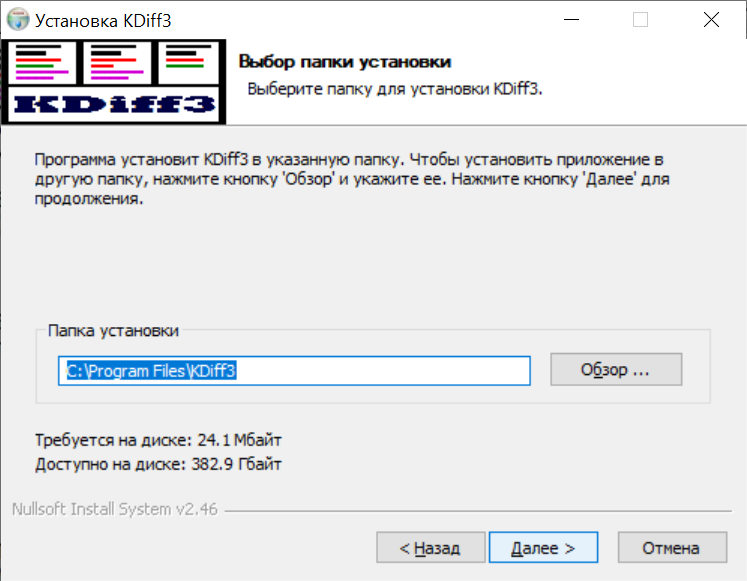 Установка KDiff3
KDiff3
Выбор папки установки
Выберите папку для установки KDiff3.
Программа установит KDiff3 в указанную папку. Чтобы установить приложение в
другую папку, нажмите кнопку 'Обзор' и укажите ее. Нажмите кнопку 'Далее' для
продолжения.
Папка установки
C:\Program Files\KDiff3
Обзор ...
Требуется на диске: 24.1 Мбайт
Доступно на диске: 382.9 Гбайт
Nullsoft Install System v2.46
< Назад
Далее >
Отмена